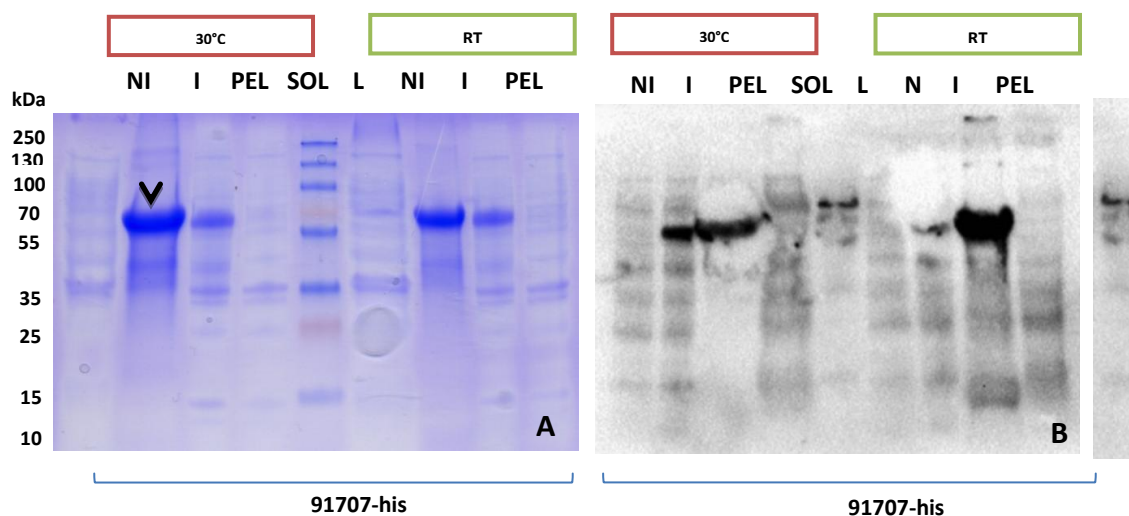 30°C RT 30°C RT
NI I PEL SOL L NI I PEL NI I PEL SOL L N I PEL
kDa
250
130
100
70
55
35
25
15
10
A B
91707-his 91707-his